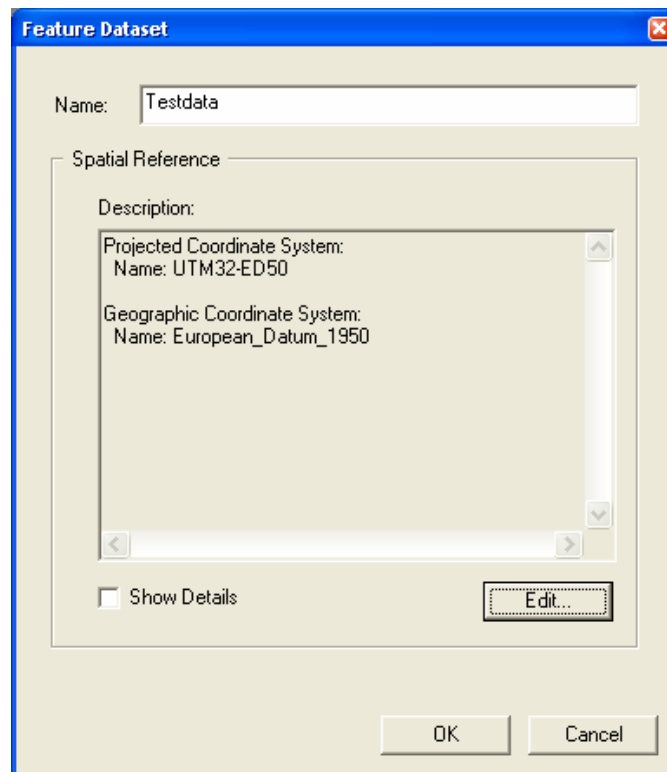 Feature Dataset
Name: Testdata
Spatial Reference
Description:
Projected Coordinate System:
Name: UTM32-ED50
Geographic Coordinate System:
Name: European_Datum_1950
Show Details
Edit...
OK Cancel